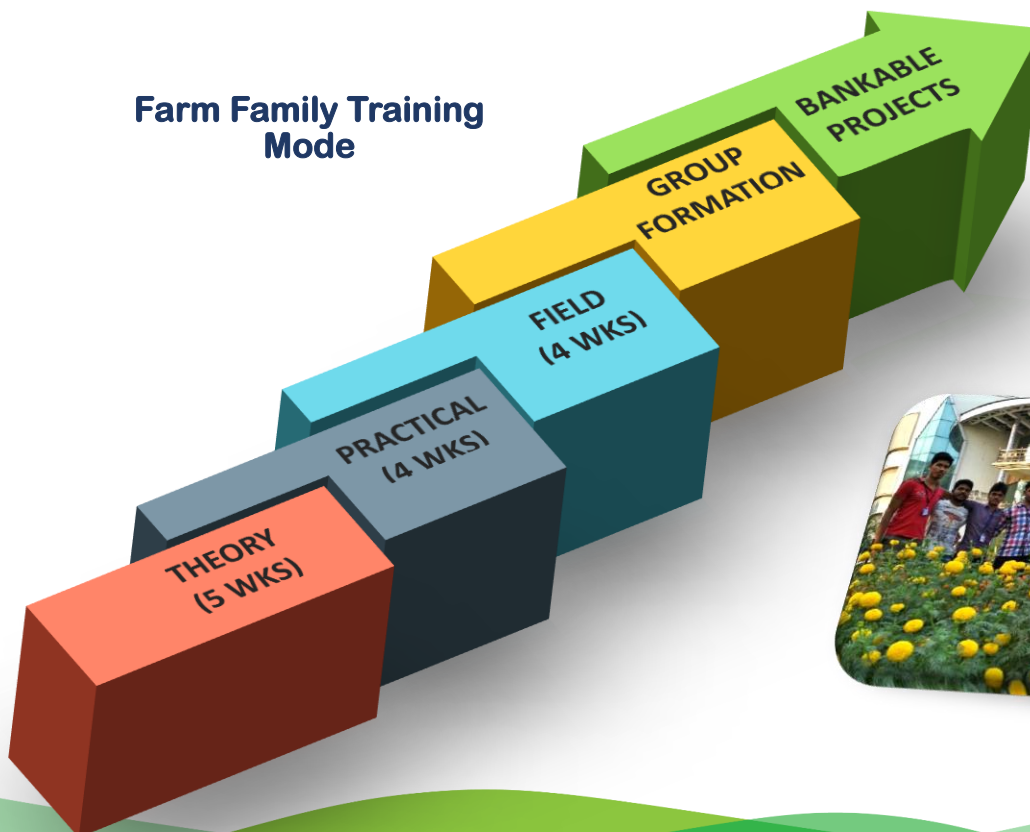 Farm Family Training
Mode
THEORY
(5 WKS)
PRACTICAL
(4 WKS)
FIELD
(4 WKS)
GROUP
FORMATION
BANKABLE
PROJECTS